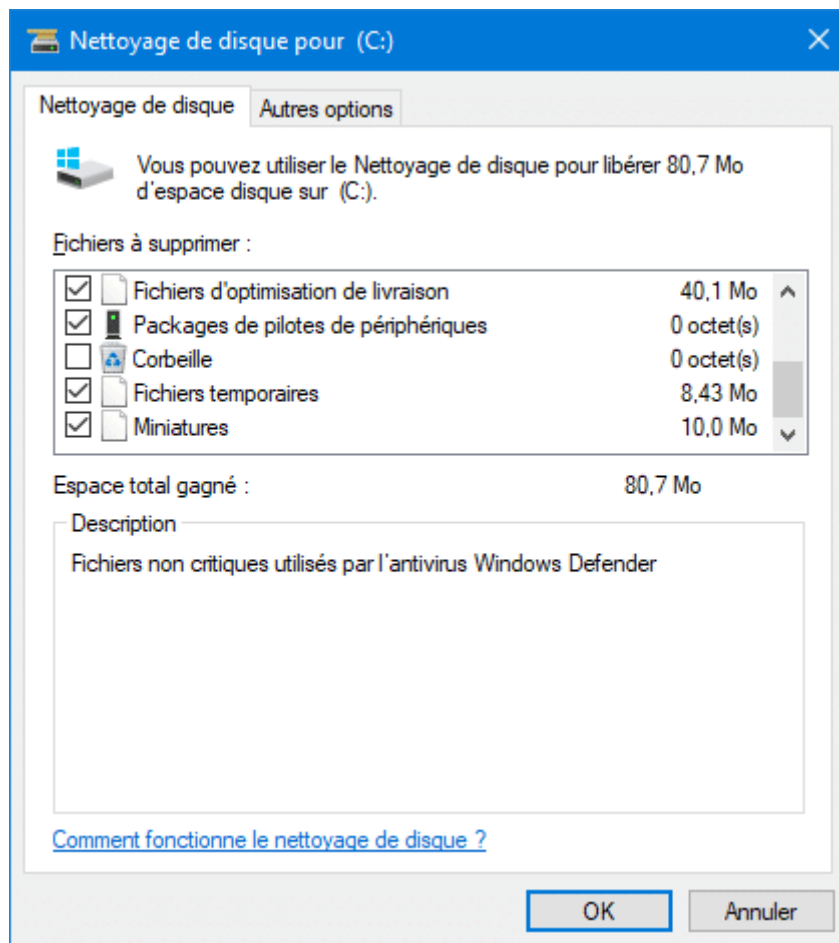 Nettoyage de disque pour (C:)
Nettoyage de disque
Autres options
Vous pouvez utiliser le Nettoyage de disque pour libérer 80,7 Mo
d'espace disque sur (C:).
Fichiers à supprimer :
Fichiers d'optimisation de livraison 40,1 Mo
Packages de pilotes de périphériques 0 octet(s)
Corbeille 0 octet(s)
Fichiers temporaires 8,43 Mo
Miniatures 10,0 Mo
Espace total gagné : 80,7 Mo
Description
Fichiers non critiques utilisés par l'antivirus Windows Defender
Comment fonctionne le nettoyage de disque ?
OK Annuler